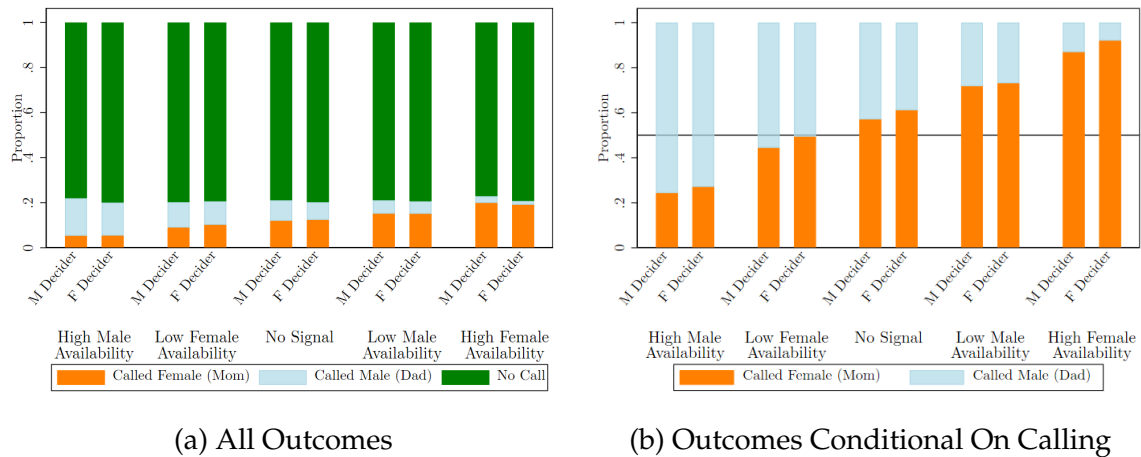 Proportion
0 .2 .4 .6 .8 1
M Decider F Decider M Decider F Decider M Decider F Decider M Decider F Decider M Decider F Decider
High Male Low Female No Signal Low Male High Female
Availability Availability Availability Availability
Called Female (Mom) Called Male (Dad) No Call
(a) All Outcomes
Proportion
0 .2 .4 .6 .8 1
M Decider F Decider M Decider F Decider M Decider F Decider M Decider F Decider M Decider F Decider
High Male Low Female No Signal Low Male High Female
Availability Availability Availability Availability
Called Female (Mom) Called Male (Dad)
(b) Outcomes Conditional On Calling